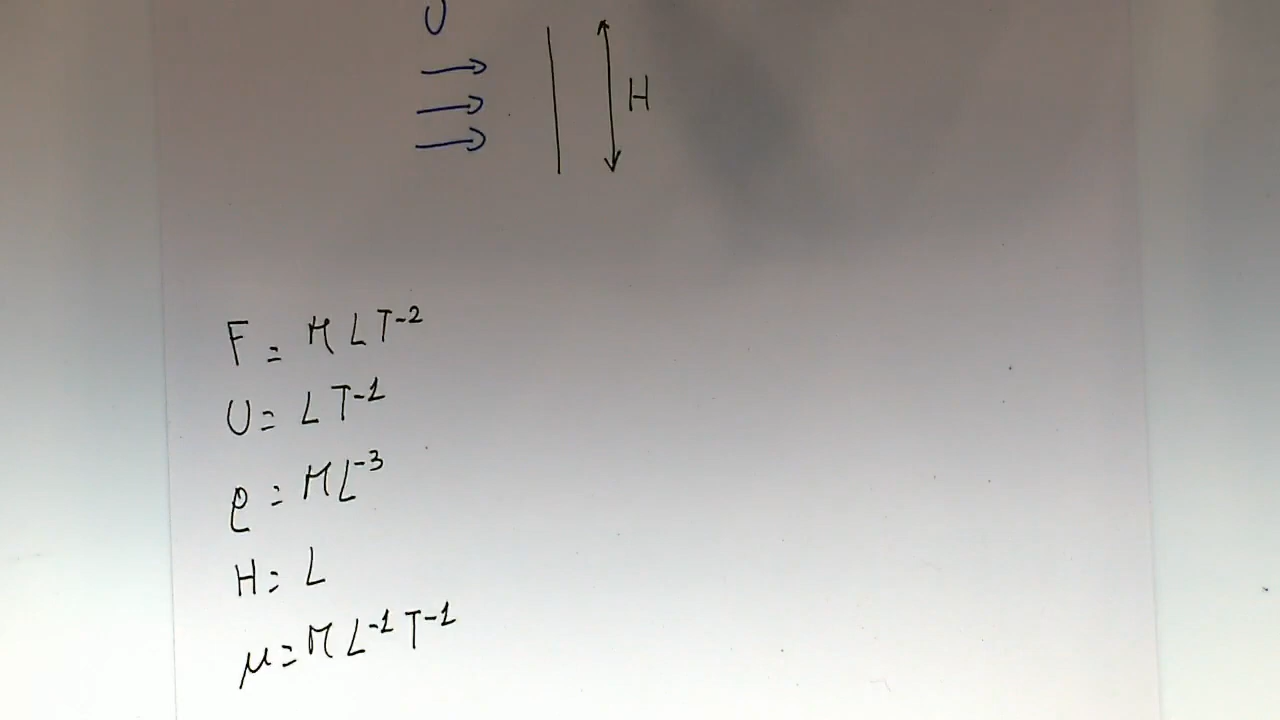 U
H
F = M L T⁻²
U = L T⁻¹
ρ = M L⁻³
H = L
μ = M L⁻¹ T⁻¹